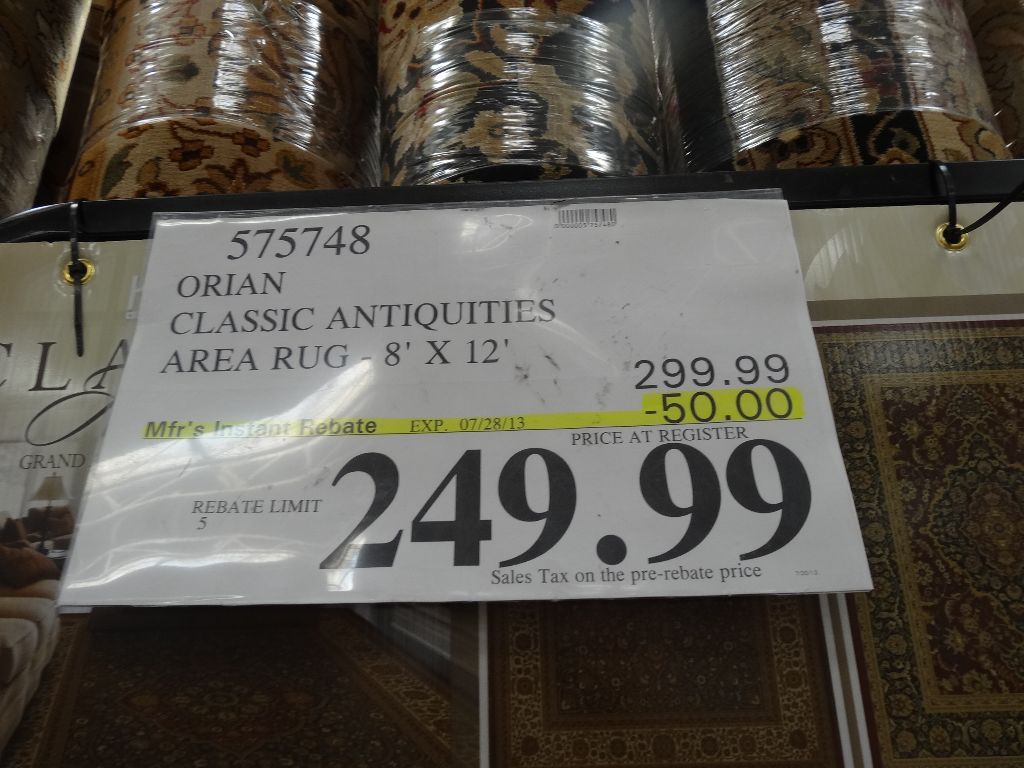 575748
ORIAN
CLASSIC ANTIQUITIES
AREA RUG - 8' X 12'
299.99
-50.00
Mfr's Instant Rebate EXP. 07/28/13
PRICE AT REGISTER
249.99
REBATE LIMIT
5
Sales Tax on the pre-rebate price
CLA
GRAND